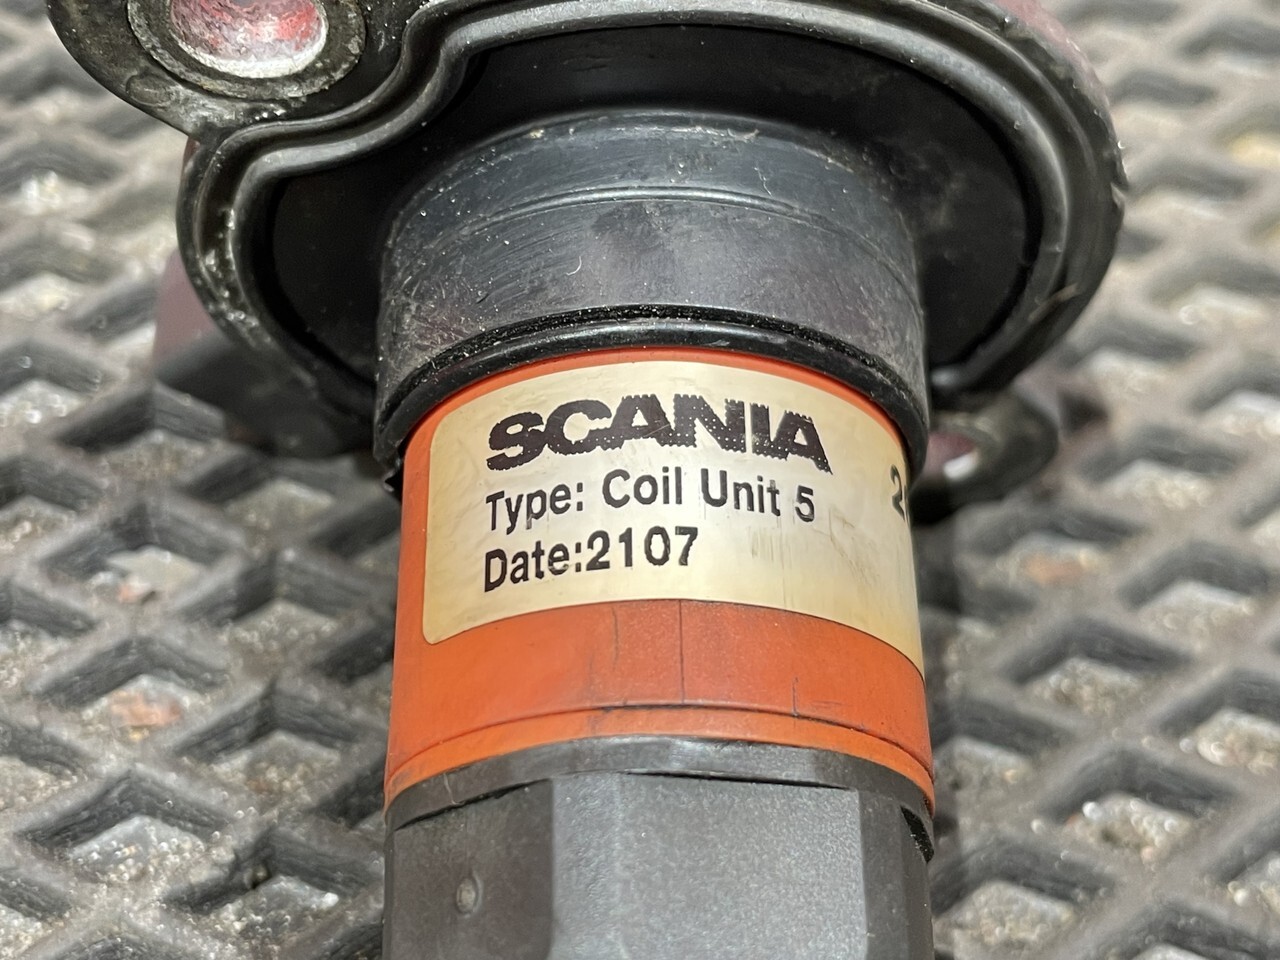 SCANIA
Type: Coil Unit 5
Date:2107